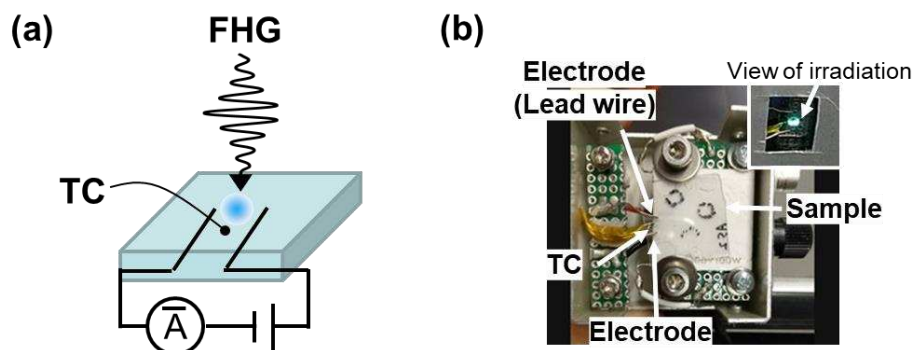 (a)
FHG
TC
A
(b)
Electrode
(Lead wire)
View of irradiation
Sample
TC
Electrode